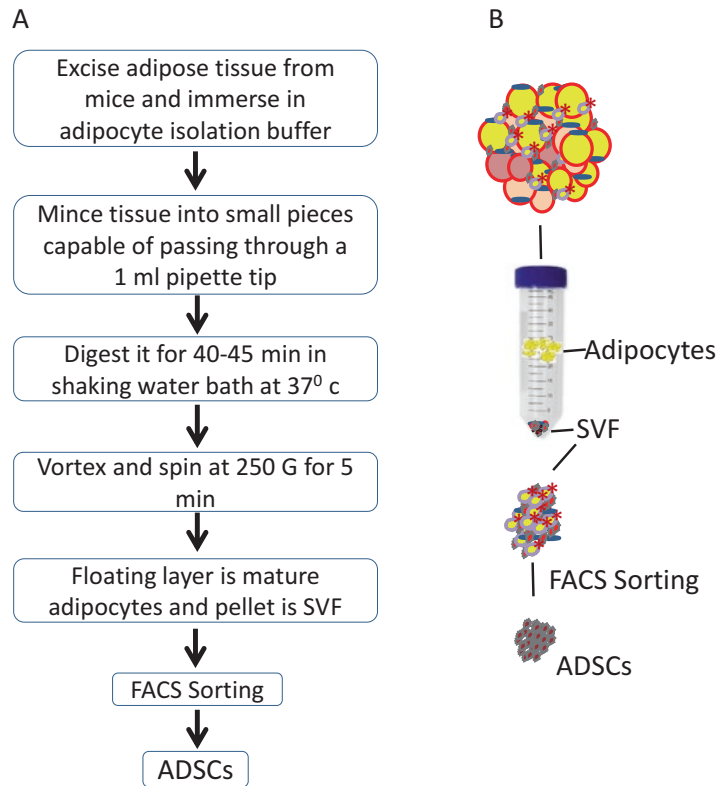 A
Excise adipose tissue from
mice and immerse in
adipocyte isolation buffer
Mince tissue into small pieces
capable of passing through a
1 ml pipette tip
Digest it for 40-45 min in
shaking water bath at 37⁰ c
Vortex and spin at 250 G for 5
min
Floating layer is mature
adipocytes and pellet is SVF
FACS Sorting
ADSCs
B
Adipocytes
SVF
FACS Sorting
ADSCs